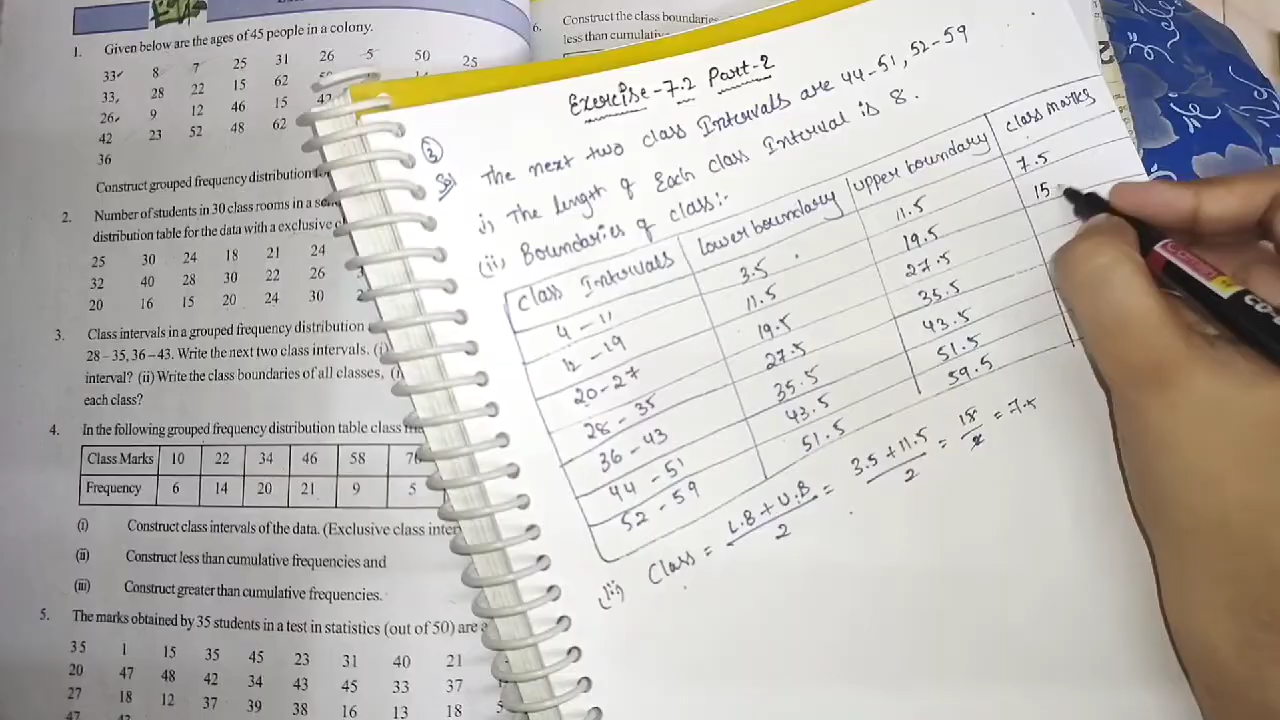 1. Given below are the ages of 45 people in a colony.
33 8 7 25 31 26 5 50 25
33, 28 22 15 62
26 9 12 46 15 42
42 23 52 48 62
36
Construct grouped frequency distribution
2. Number of students in 30 class rooms in a
distribution table for the data with a exclusive
25 30 24 18 21 24
32 40 28 30 22 26
20 16 15 20 24 30
3. Class intervals in a grouped frequency distribution
28 – 35, 36 – 43. Write the next two class intervals. (i)
interval? (ii) Write the class boundaries of all classes,
each class?
4. In the following grouped frequency distribution table class
Class Marks 10 22 34 46 58
Frequency 6 14 20 21 9 5
(i) Construct class intervals of the data. (Exclusive class
(ii) Construct less than cumulative frequencies and
(iii) Construct greater than cumulative frequencies.
5. The marks obtained by 35 students in a test in statistics (out of 50) are
35 1 15 35 45 23 31 40 21
20 47 48 42 34 43 45 33 37
27 18 12 37 39 38 16 13 18
47
6. Construct the class boundaries
less than cumulativ
Exercise-7.2 Part-2
3
Sol The next two class Intervals are 44-51, 52-59
i) The length of Each class Interval is 8.
(ii) Boundaries of class:-
class Intervals lower boundary upper boundary class marks
4 - 11 3.5 11.5 7.5
12 - 19 11.5 19.5 15
20-27 19.5 27.5
28 - 35 27.5 35.5
36 - 43 35.5 43.5
44 - 51 43.5 51.5
52 - 59 51.5 59.5
(iii) Class = L.B + U.B / 2 = 3.5 + 11.5 / 2 = 15 / 2 = 7.5